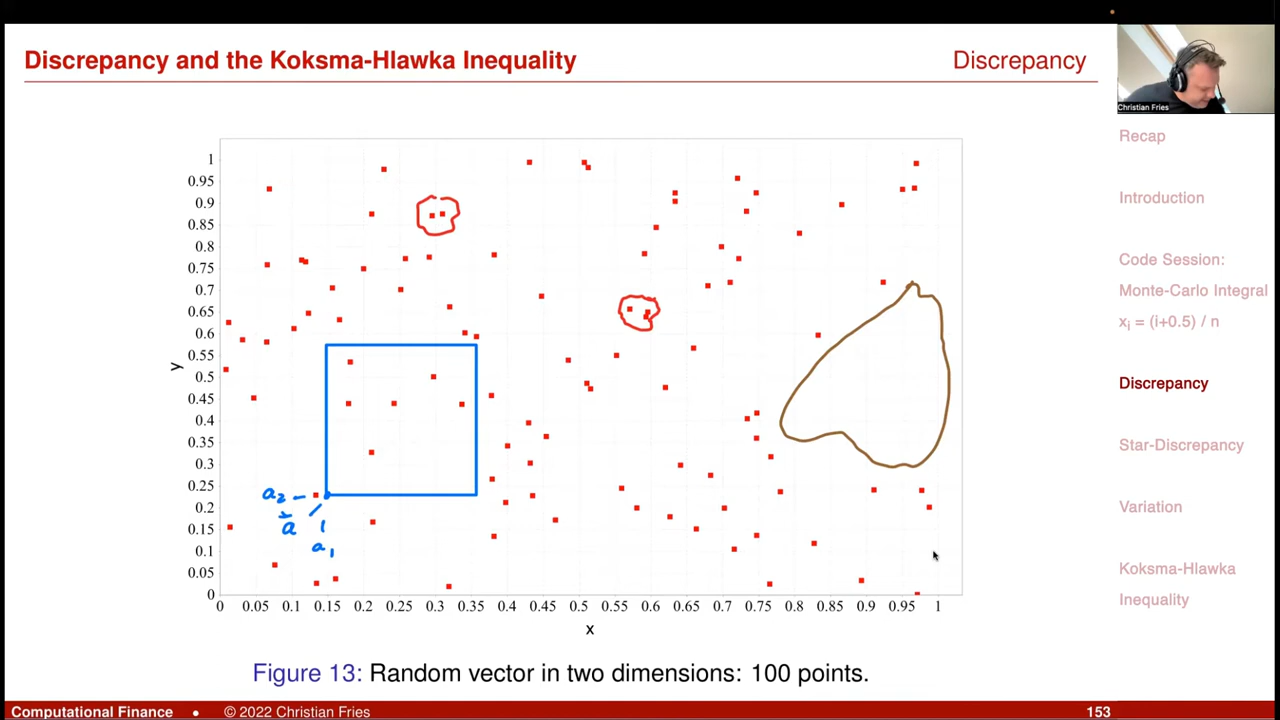 Discrepancy and the Koksma-Hlawka Inequality
Discrepancy
Christian Fries
Recap
Introduction
Code Session:
Monte-Carlo Integral
xᵢ = (i+0.5) / n
Discrepancy
Star-Discrepancy
Variation
Koksma-Hlawka
Inequality
1
0.95
0.9
0.85
0.8
0.75
0.7
0.65
0.6
0.55
0.5
0.45
0.4
0.35
0.3
0.25
0.2
0.15
0.1
0.05
0
y
a₂
a
a₁
0 0.05 0.1 0.15 0.2 0.25 0.3 0.35 0.4 0.45 0.5 0.55 0.6 0.65 0.7 0.75 0.8 0.85 0.9 0.95 1
x
Figure 13: Random vector in two dimensions: 100 points.
Computational Finance • © 2022 Christian Fries 153